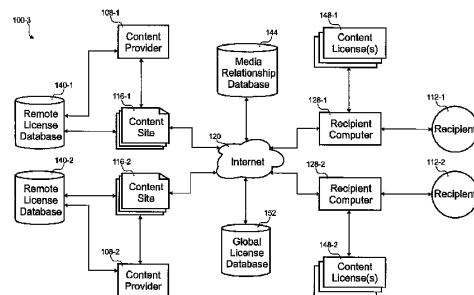 100-3
108-1
Content
Provider
140-1
Remote
License
Database
116-1
Content
Site
144
Media
Relationship
Database
148-1
Content
License(s)
128-1
Recipient
Computer
112-1
Recipient
120
Internet
140-2
Remote
License
Database
116-2
Content
Site
128-2
Recipient
Computer
112-2
Recipient
152
Global
License
Database
108-2
Content
Provider
148-2
Content
License(s)